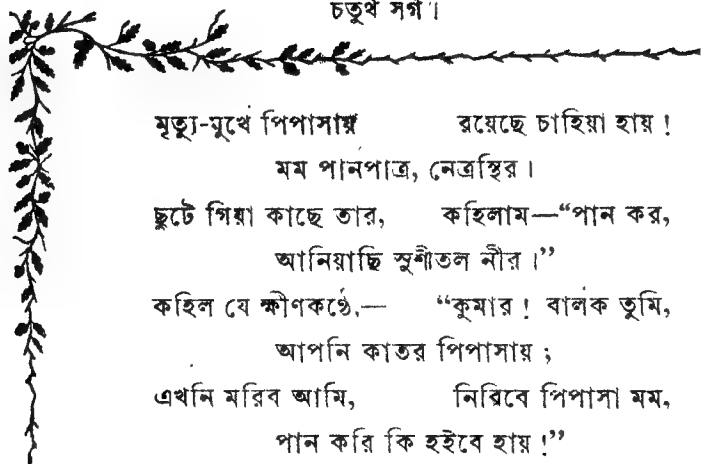 চতুর্থ সর্গ।
মৃত্যু-মুখে পিপাসায় রয়েছে চাহিয়া হায়!
মম পানপাত্র, নেত্রস্থির।
ছুটে গিয়া কাছে তার, কহিলাম—“পান কর,
আনিয়াছি সুশীতল নীর।”
কহিল যে ক্ষীণকণ্ঠে,— “কুমার! বালক তুমি,
আপনি কাতর পিপাসায়;
এখনি মরিব আমি, নিবিবে পিপাসা মম,
পান করি কি হইবে হায়!”